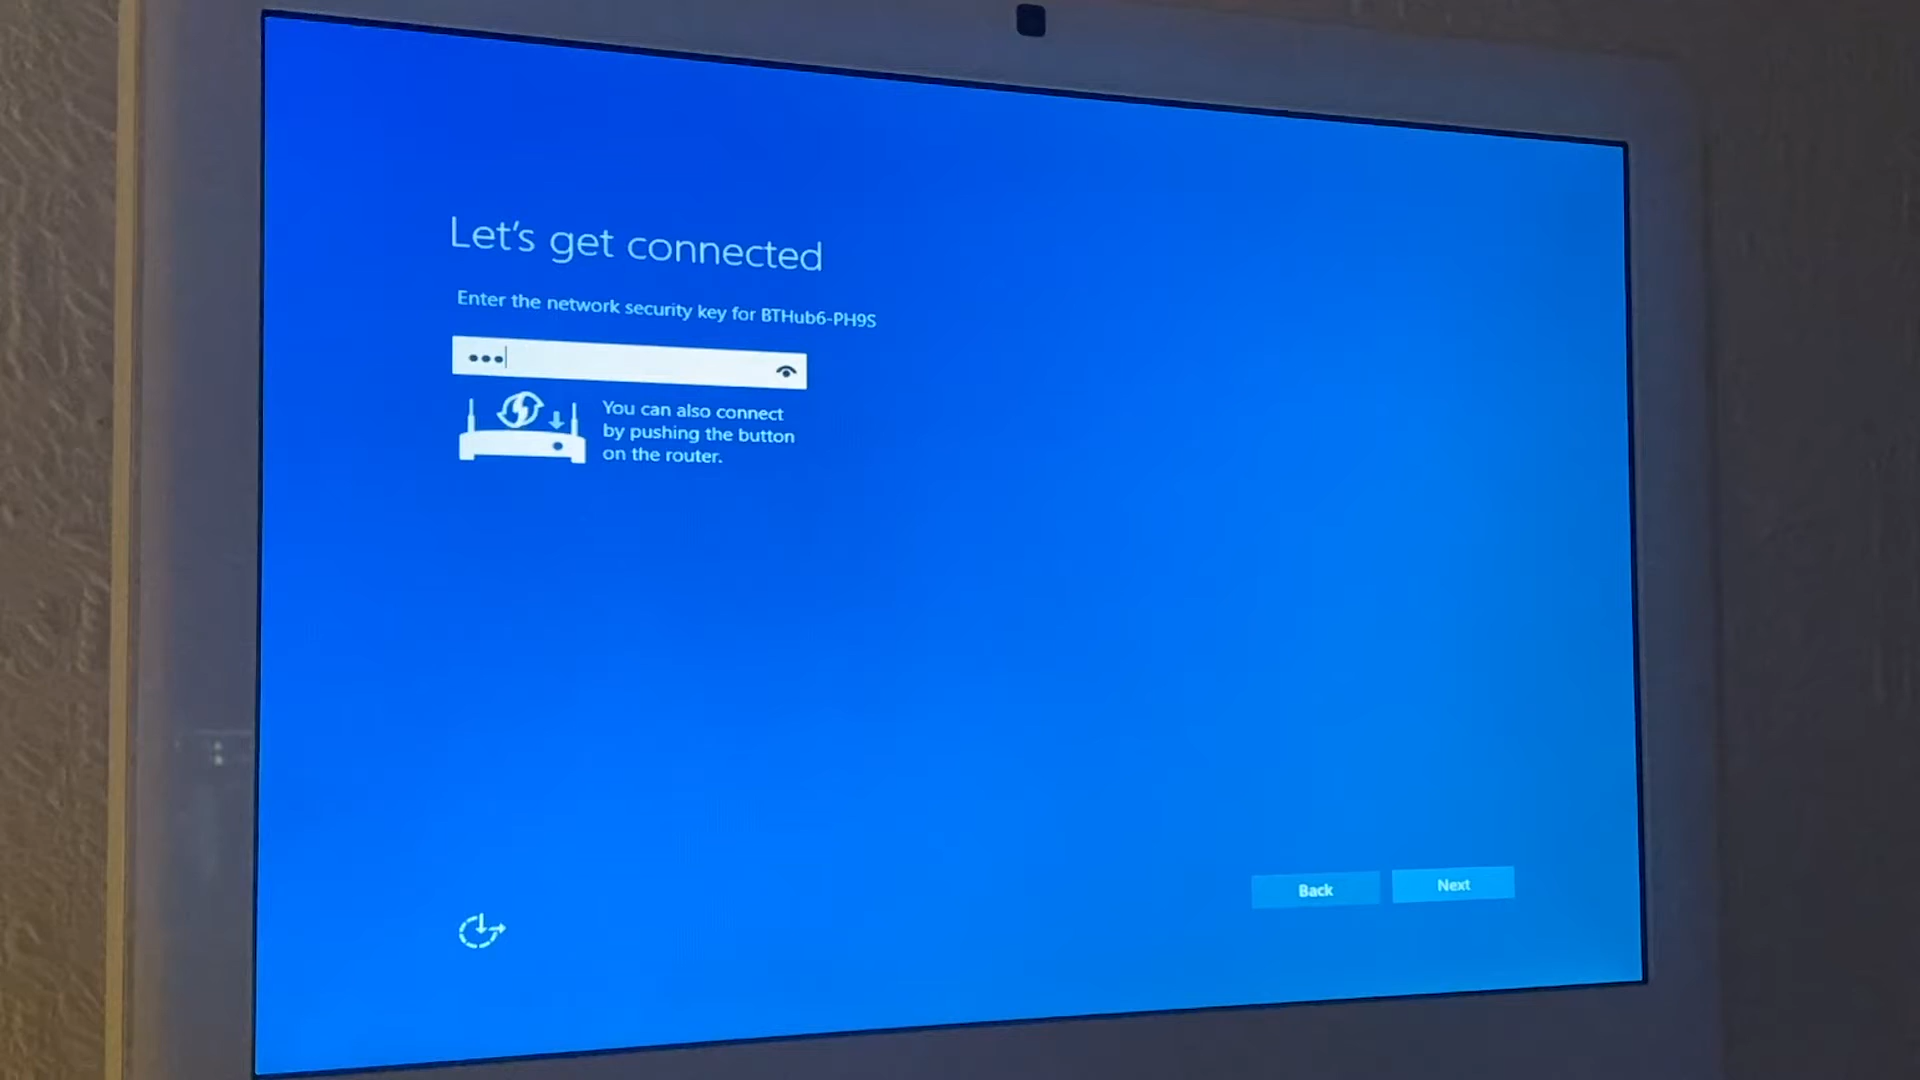 Let's get connected
Enter the network security key for BTHub6-PH9S
•••
You can also connect
by pushing the button
on the router.
Back
Next